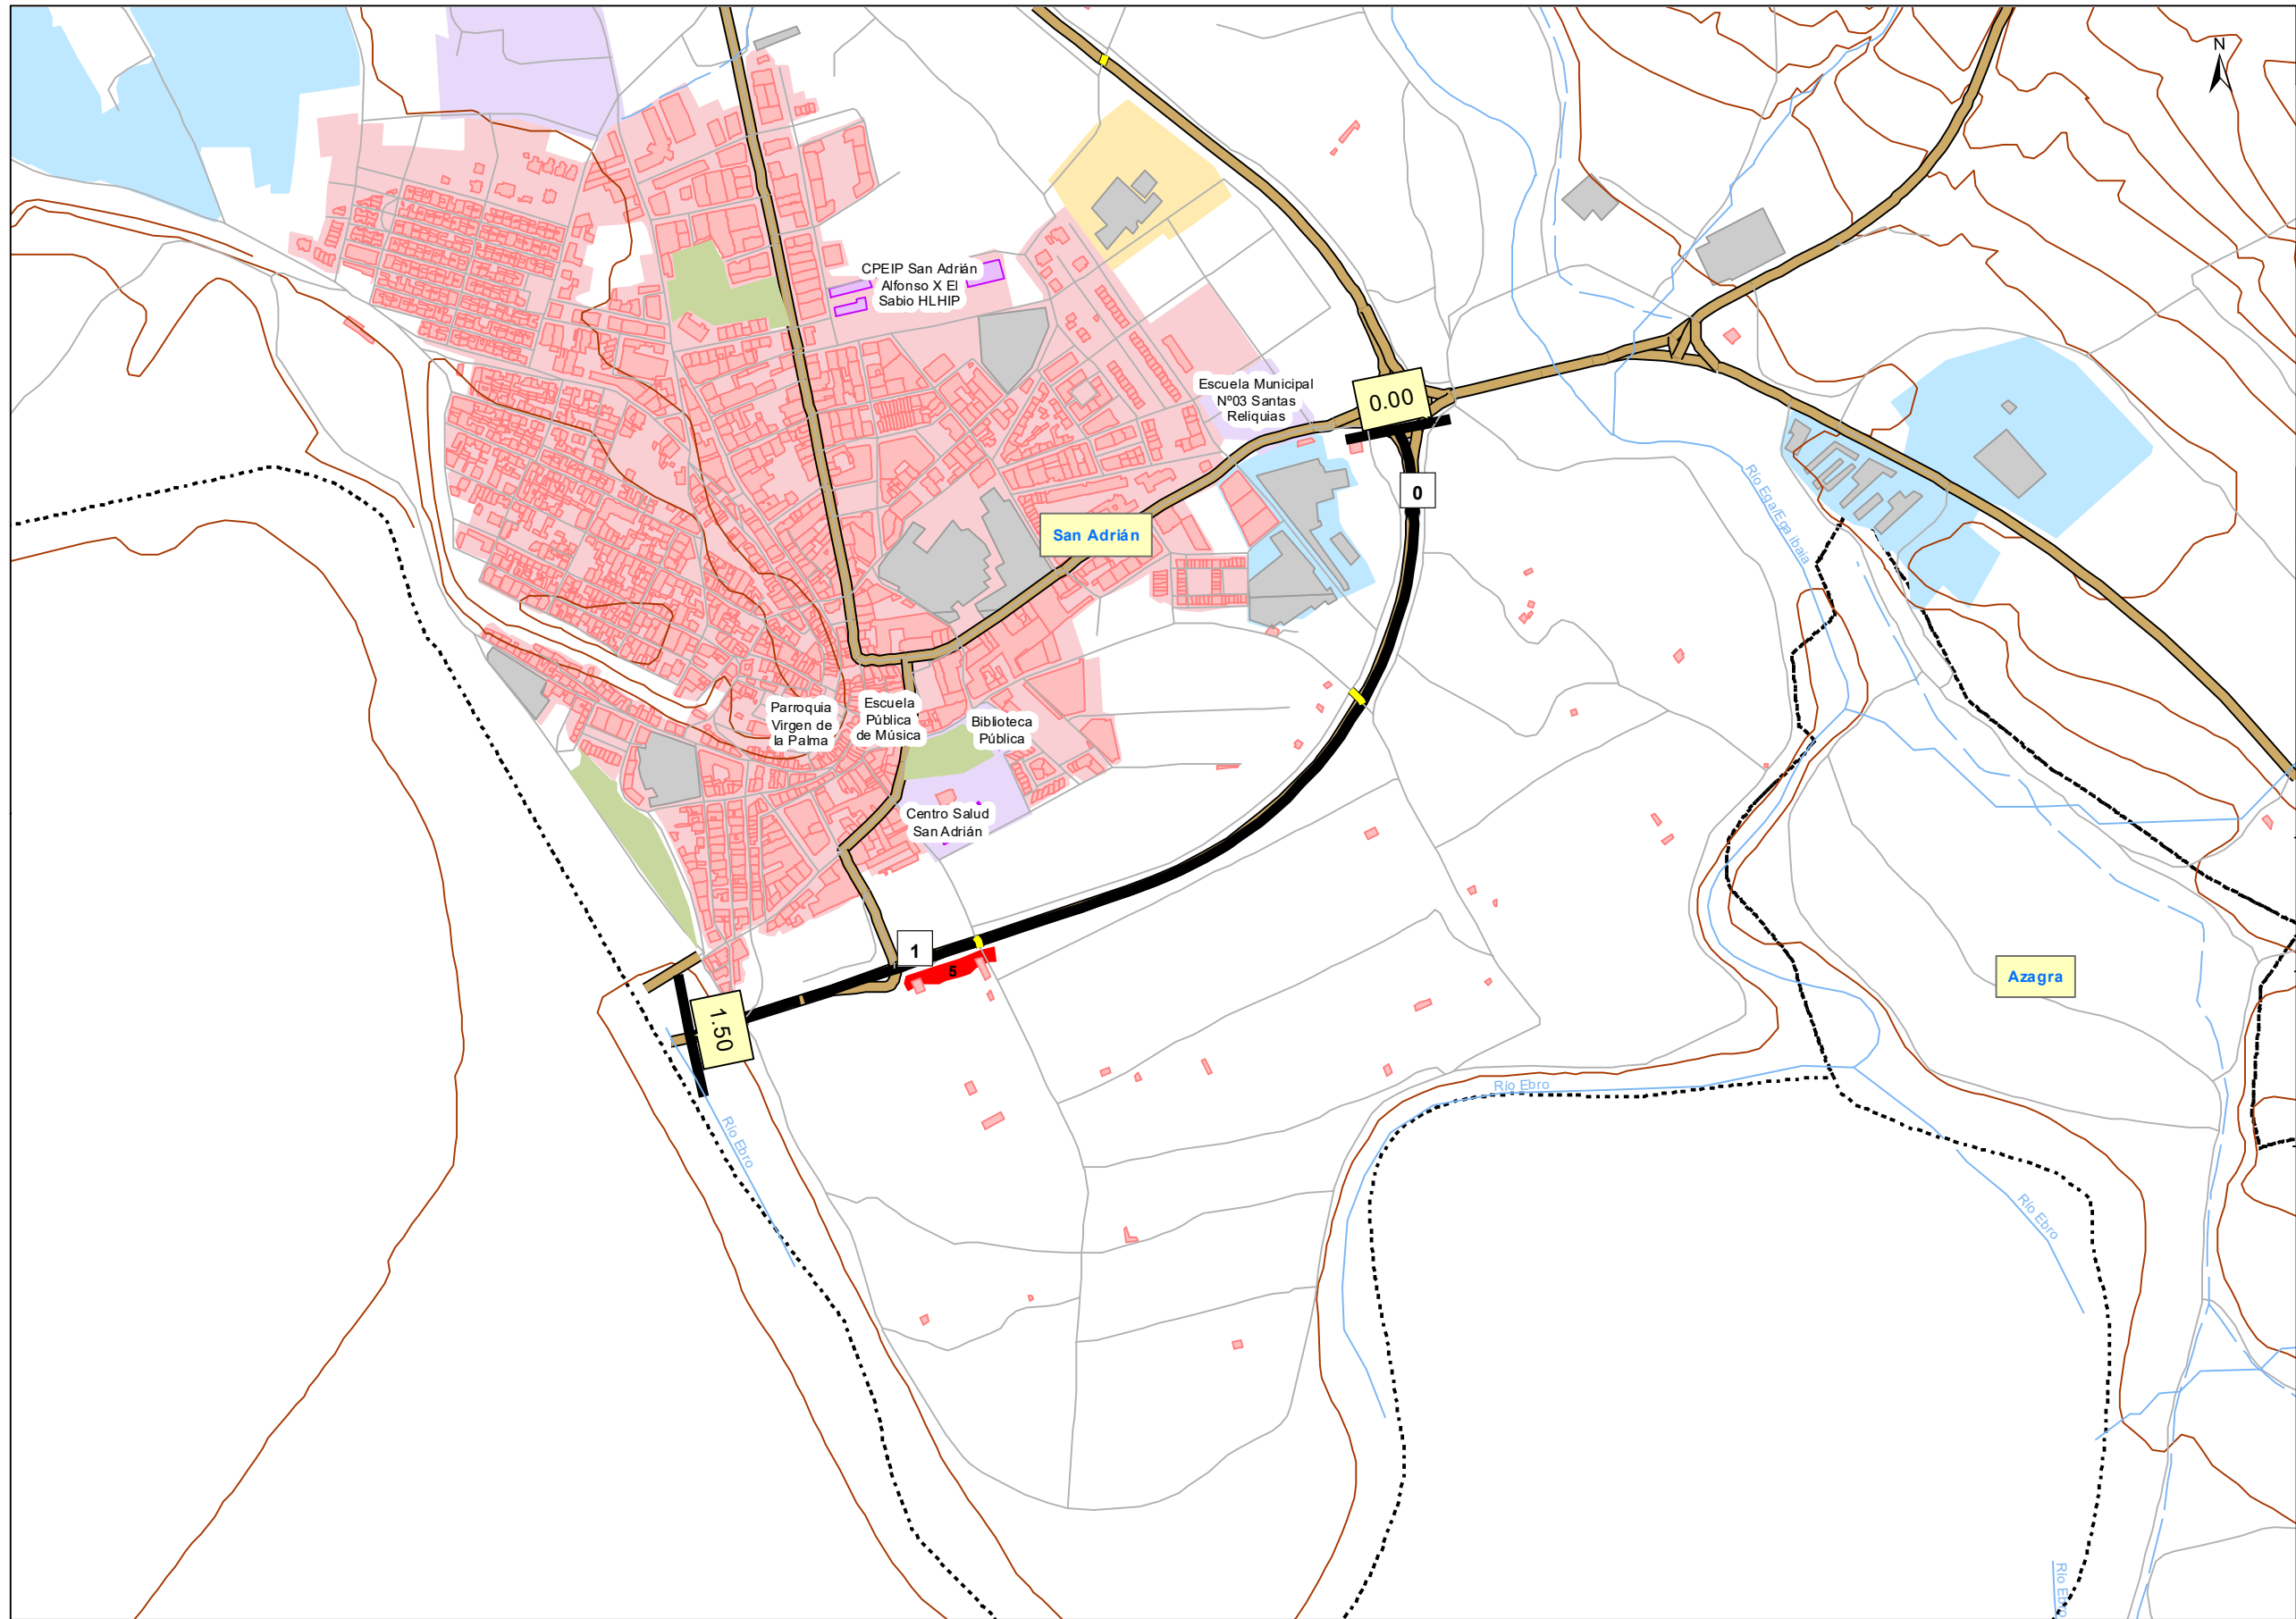 N
CPEIP San Adrián
Alfonso X El
Sabio HLHIP
Escuela Municipal
Nº03 Santas
Reliquias
0.00
0
San Adrián
Río Ega/Ega ibaia
Parroquia
Virgen de
la Palma
Escuela
Pública
de Música
Biblioteca
Pública
Centro Salud
San Adrián
1
5
Azagra
1.50
Río Ebro
Río Ebro
Río Ebro
Río Ebro